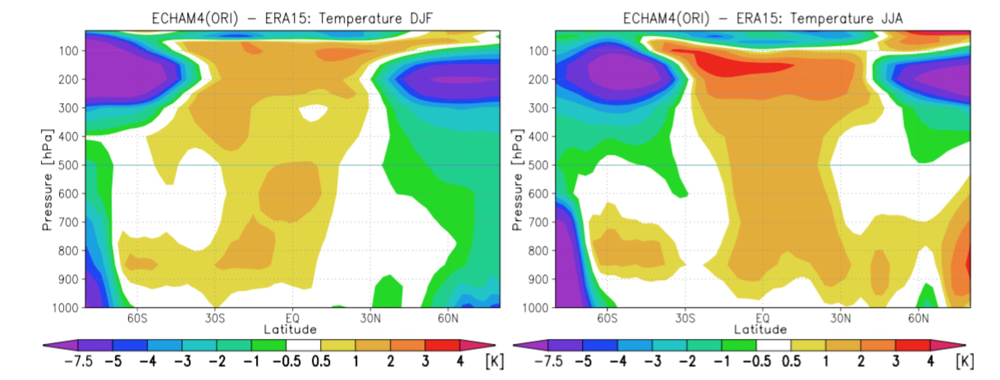 ECHAM4(ORI) – ERA15: Temperature DJF
Pressure [hPa]
100
200
300
400
500
600
700
800
900
1000
60S 30S EQ 30N 60N
Latitude
−7.5 −5 −4 −3 −2 −1 −0.5 0.5 1 2 3 4 [K]
ECHAM4(ORI) – ERA15: Temperature JJA
Pressure [hPa]
100
200
300
400
500
600
700
800
900
1000
60S 30S EQ 30N 60N
Latitude
−7.5 −5 −4 −3 −2 −1 −0.5 0.5 1 2 3 4 [K]